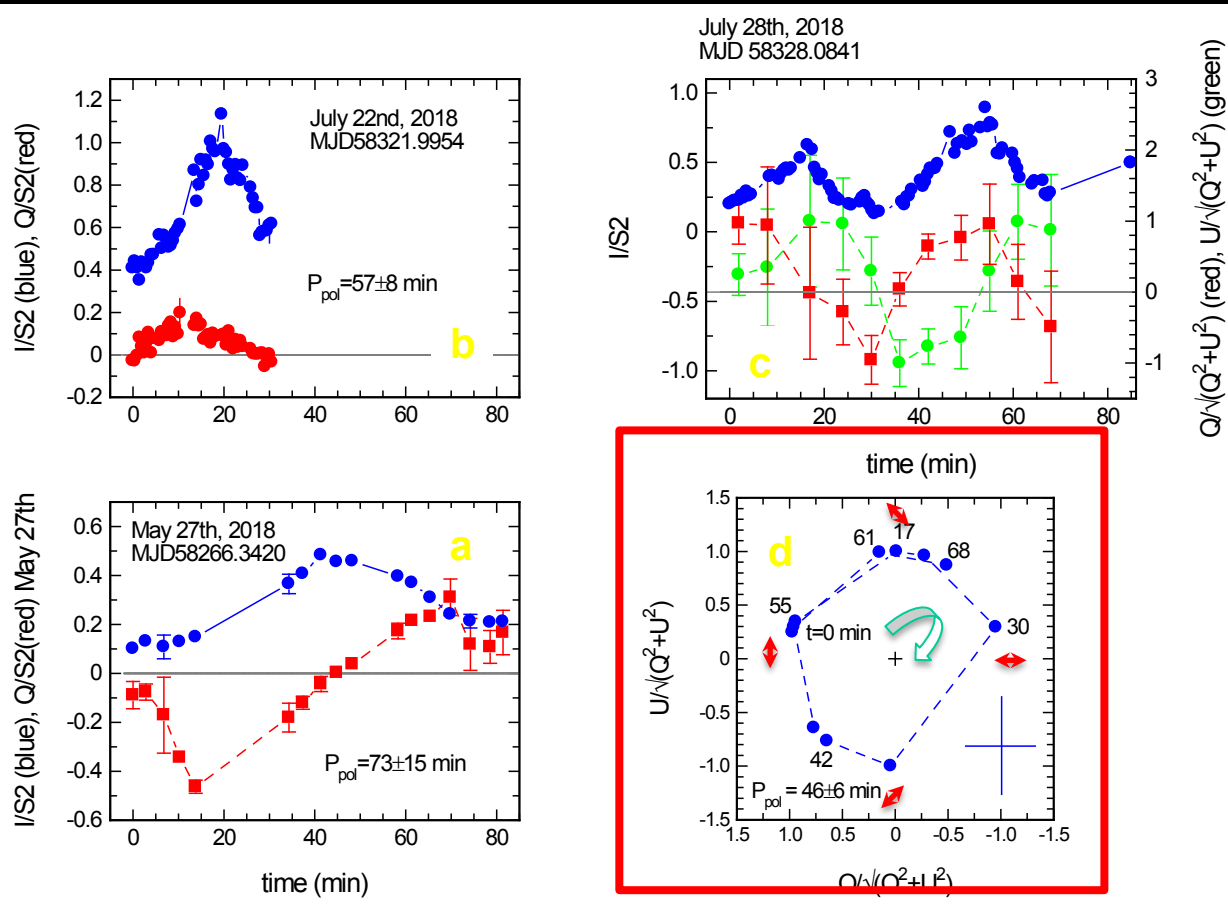 July 28th, 2018
MJD 58328.0841
July 22nd, 2018
MJD58321.9954
P_pol=57±8 min
b
I/S2 (blue), Q/S2(red)
1.2
1.0
0.8
0.6
0.4
0.2
0
-0.2
0 20 40 60 80
c
I/S2
1.0
0.5
0
-0.5
-1.0
3
2
1
0
-1
Q/√(Q²+U²) (red), U/√(Q²+U²) (green)
0 20 40 60 80
time (min)
May 27th, 2018
MJD58266.3420
a
P_pol=73±15 min
I/S2 (blue), Q/S2(red) May 27th
0.6
0.4
0.2
0
-0.2
-0.4
-0.6
0 20 40 60 80
time (min)
d
61 17 68
55
t=0 min
30
42
P_pol = 46±6 min
U/√(Q²+U²)
1.5
1.0
0.5
0
-0.5
-1.0
-1.5
1.5 1.0 0.5 0 -0.5 -1.0 -1.5
Q/√(Q²+U²)